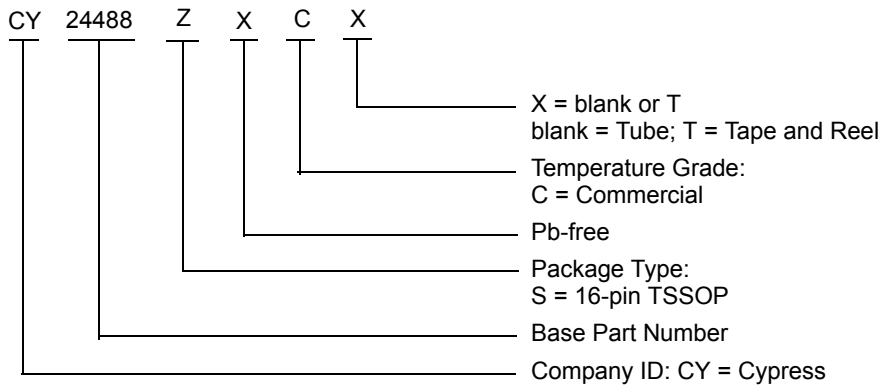 CY 24488 Z X C X
X = blank or T
blank = Tube; T = Tape and Reel
Temperature Grade:
C = Commercial
Pb-free
Package Type:
S = 16-pin TSSOP
Base Part Number
Company ID: CY = Cypress